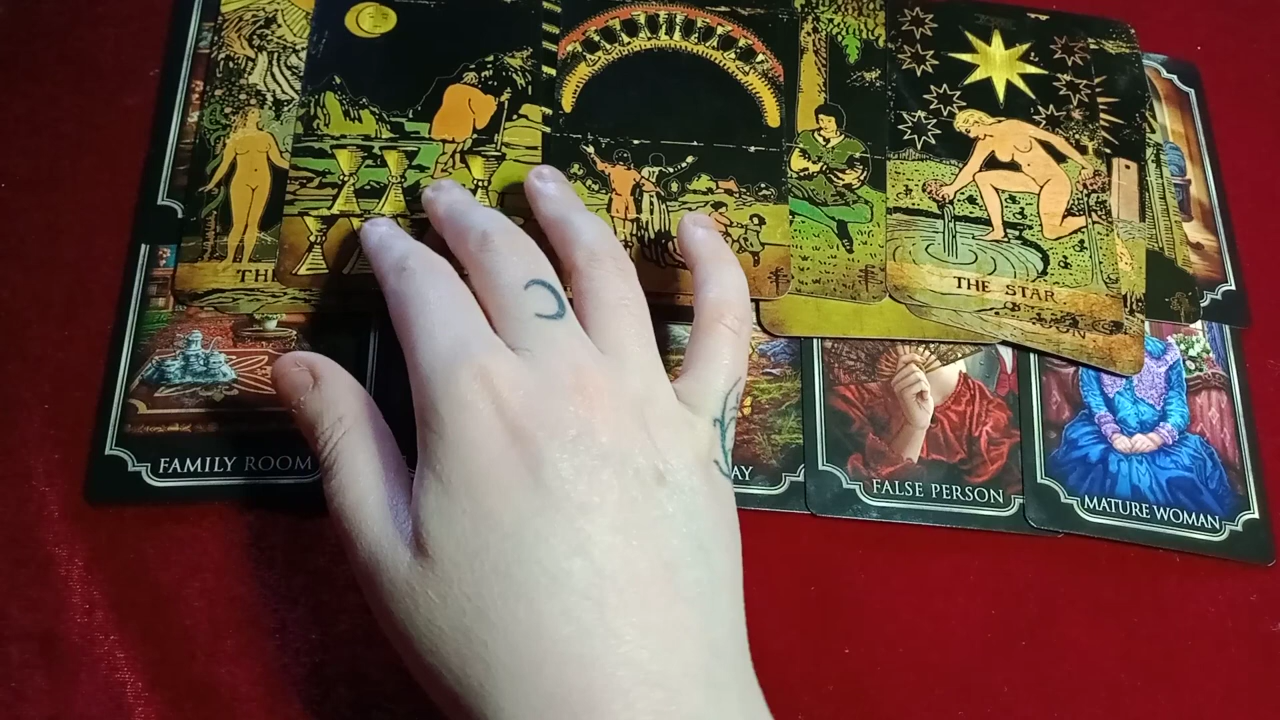 THE
THE STAR
FAMILY ROOM
AY
FALSE PERSON
MATURE WOMAN